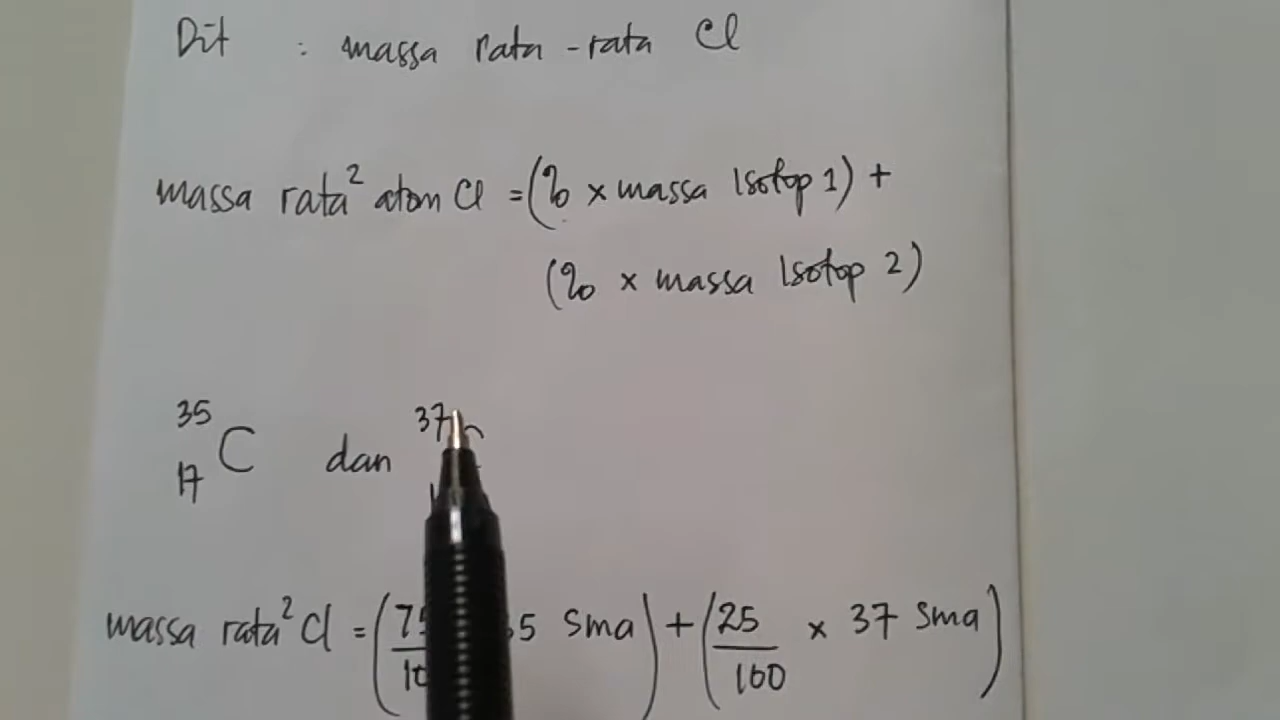 Dit : massa rata-rata Cl
massa rata² atom Cl = (% x massa Isotop 1) +
(% x massa Isotop 2)
35
17 C dan 37
massa rata² Cl = ( 5 Sma) + (25/100 x 37 Sma)